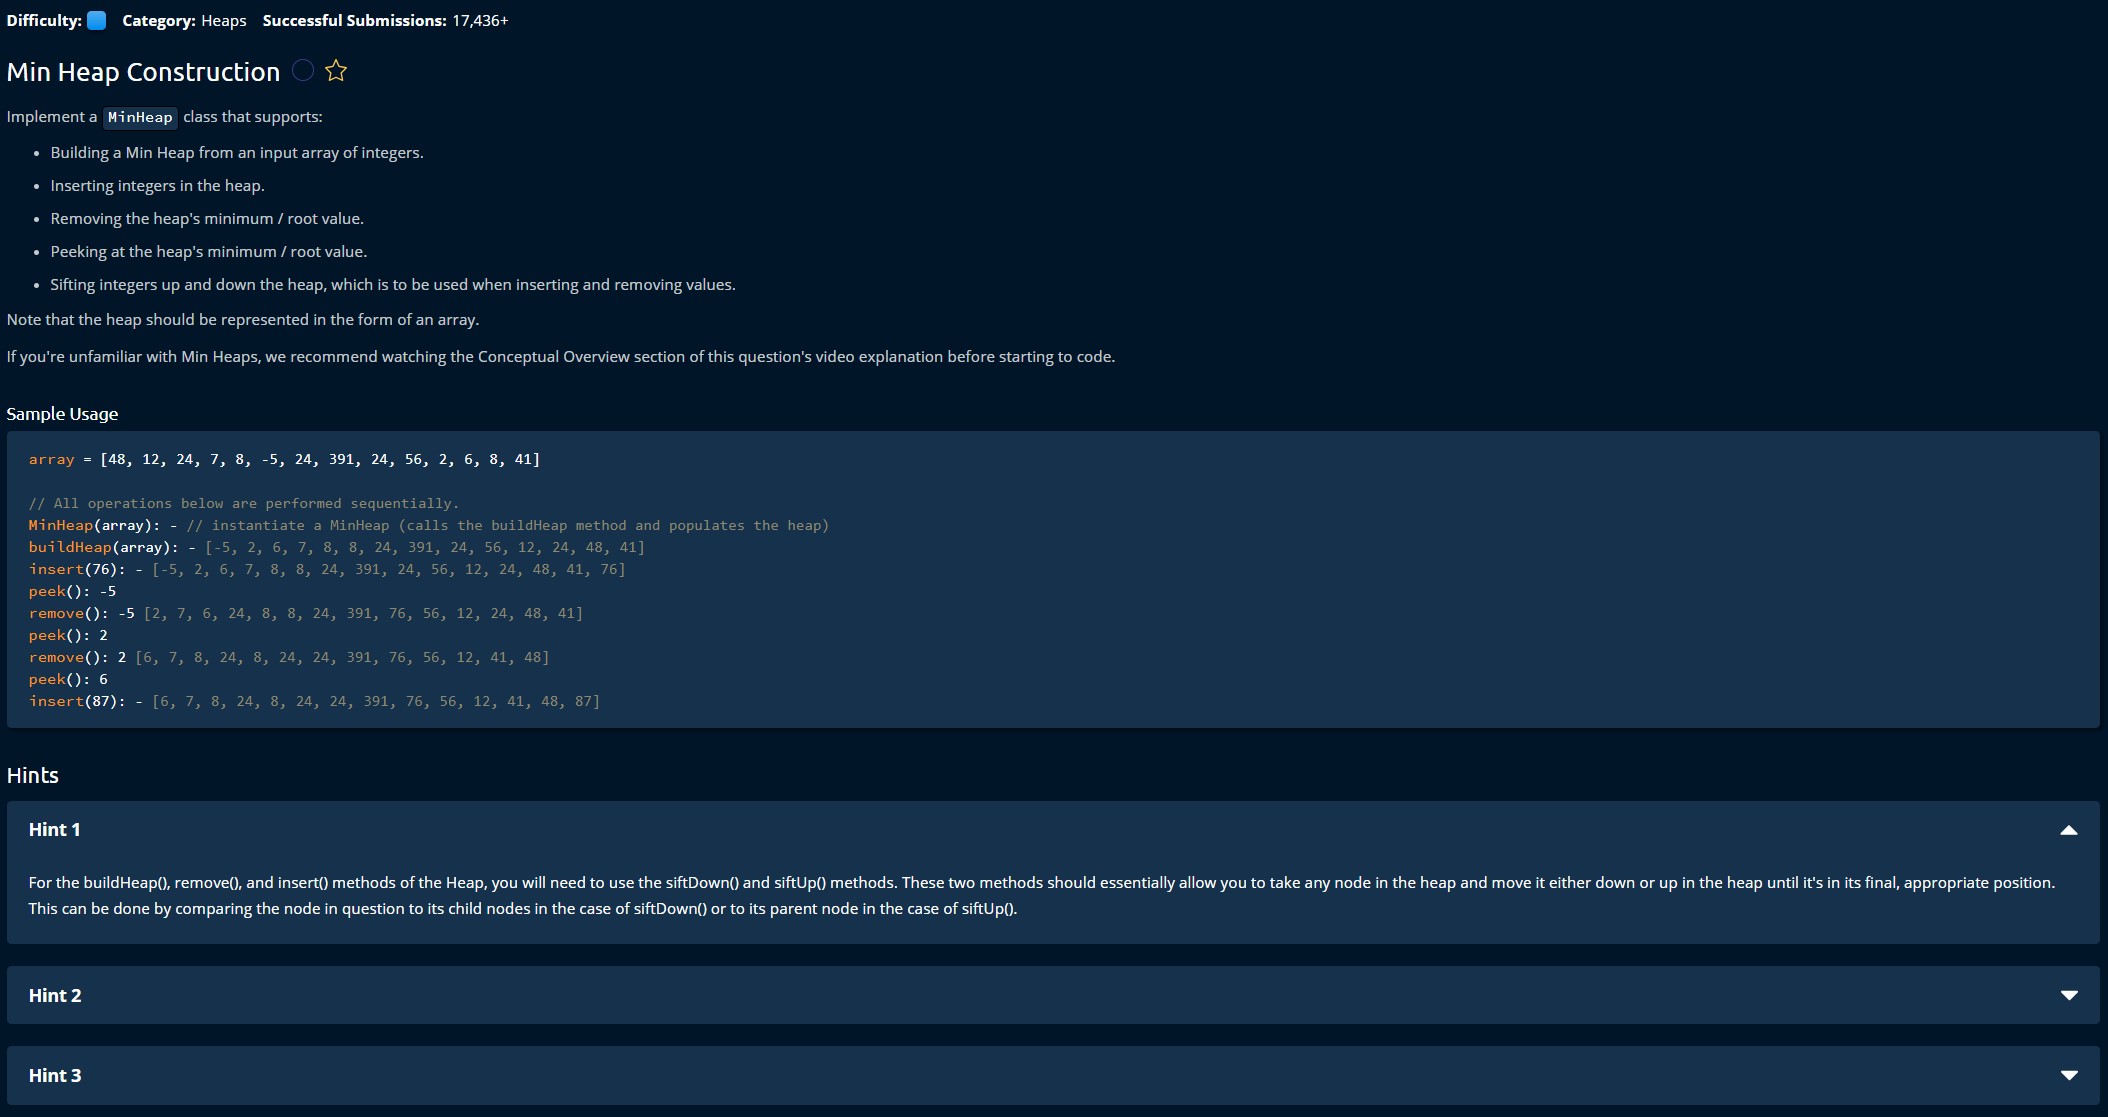 Difficulty: Category: Heaps Successful Submissions: 17,436+
Min Heap Construction
Implement a MinHeap class that supports:
• Building a Min Heap from an input array of integers.
• Inserting integers in the heap.
• Removing the heap's minimum / root value.
• Peeking at the heap's minimum / root value.
• Sifting integers up and down the heap, which is to be used when inserting and removing values.
Note that the heap should be represented in the form of an array.
If you're unfamiliar with Min Heaps, we recommend watching the Conceptual Overview section of this question's video explanation before starting to code.
Sample Usage
array = [48, 12, 24, 7, 8, -5, 24, 391, 24, 56, 2, 6, 8, 41]
// All operations below are performed sequentially.
MinHeap(array): - // instantiate a MinHeap (calls the buildHeap method and populates the heap)
buildHeap(array): - [-5, 2, 6, 7, 8, 8, 24, 391, 24, 56, 12, 24, 48, 41]
insert(76): - [-5, 2, 6, 7, 8, 8, 24, 391, 24, 56, 12, 24, 48, 41, 76]
peek(): -5
remove(): -5 [2, 7, 6, 24, 8, 8, 24, 391, 76, 56, 12, 24, 48, 41]
peek(): 2
remove(): 2 [6, 7, 8, 24, 8, 24, 24, 391, 76, 56, 12, 41, 48]
peek(): 6
insert(87): - [6, 7, 8, 24, 8, 24, 24, 391, 76, 56, 12, 41, 48, 87]
Hints
Hint 1
For the buildHeap(), remove(), and insert() methods of the Heap, you will need to use the siftDown() and siftUp() methods. These two methods should essentially allow you to take any node in the heap and move it either down or up in the heap until it's in its final, appropriate position.
This can be done by comparing the node in question to its child nodes in the case of siftDown() or to its parent node in the case of siftUp().
Hint 2
Hint 3